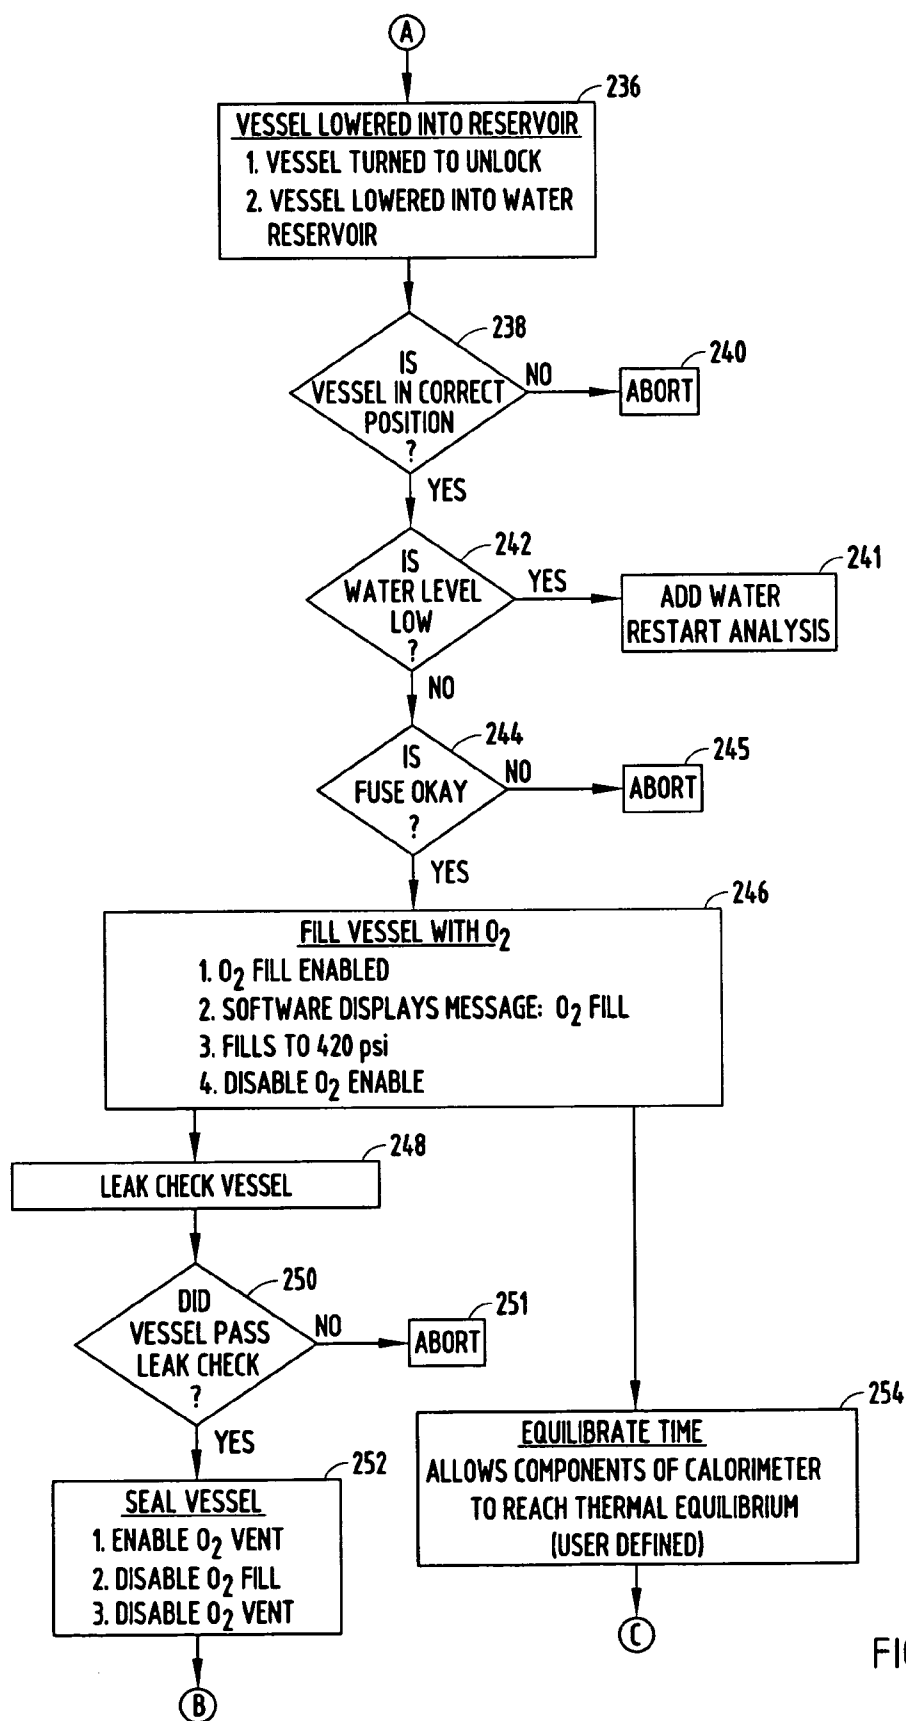 A
236
VESSEL LOWERED INTO RESERVOIR
1. VESSEL TURNED TO UNLOCK
2. VESSEL LOWERED INTO WATER
RESERVOIR
238
IS
VESSEL IN CORRECT
POSITION
?
NO
240
ABORT
YES
242
IS
WATER LEVEL
LOW
?
YES
241
ADD WATER
RESTART ANALYSIS
NO
244
IS
FUSE OKAY
?
NO
245
ABORT
YES
246
FILL VESSEL WITH O2
1. O2 FILL ENABLED
2. SOFTWARE DISPLAYS MESSAGE: O2 FILL
3. FILLS TO 420 psi
4. DISABLE O2 ENABLE
248
LEAK CHECK VESSEL
250
DID
VESSEL PASS
LEAK CHECK
?
NO
251
ABORT
YES
252
SEAL VESSEL
1. ENABLE O2 VENT
2. DISABLE O2 FILL
3. DISABLE O2 VENT
B
254
EQUILIBRATE TIME
ALLOWS COMPONENTS OF CALORIMETER
TO REACH THERMAL EQUILIBRIUM
(USER DEFINED)
C